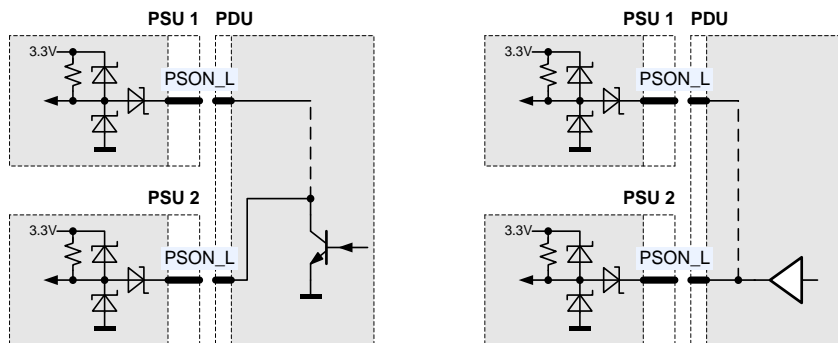 PSU 1 PDU
3.3V
PSON_L
PSU 2
3.3V
PSON_L
PSU 1 PDU
3.3V
PSON_L
PSU 2
3.3V
PSON_L